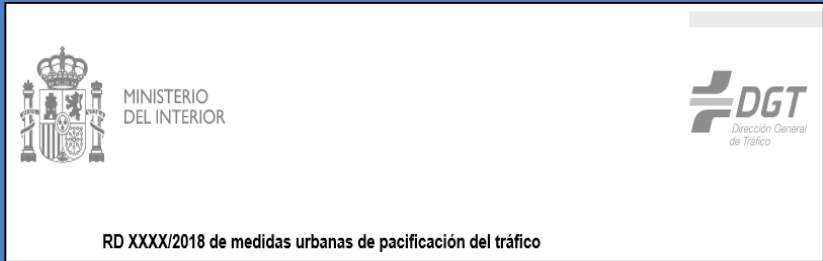 MINISTERIO
DEL INTERIOR
DGT
Dirección General
de Tráfico
RD XXXX/2018 de medidas urbanas de pacificación del tráfico